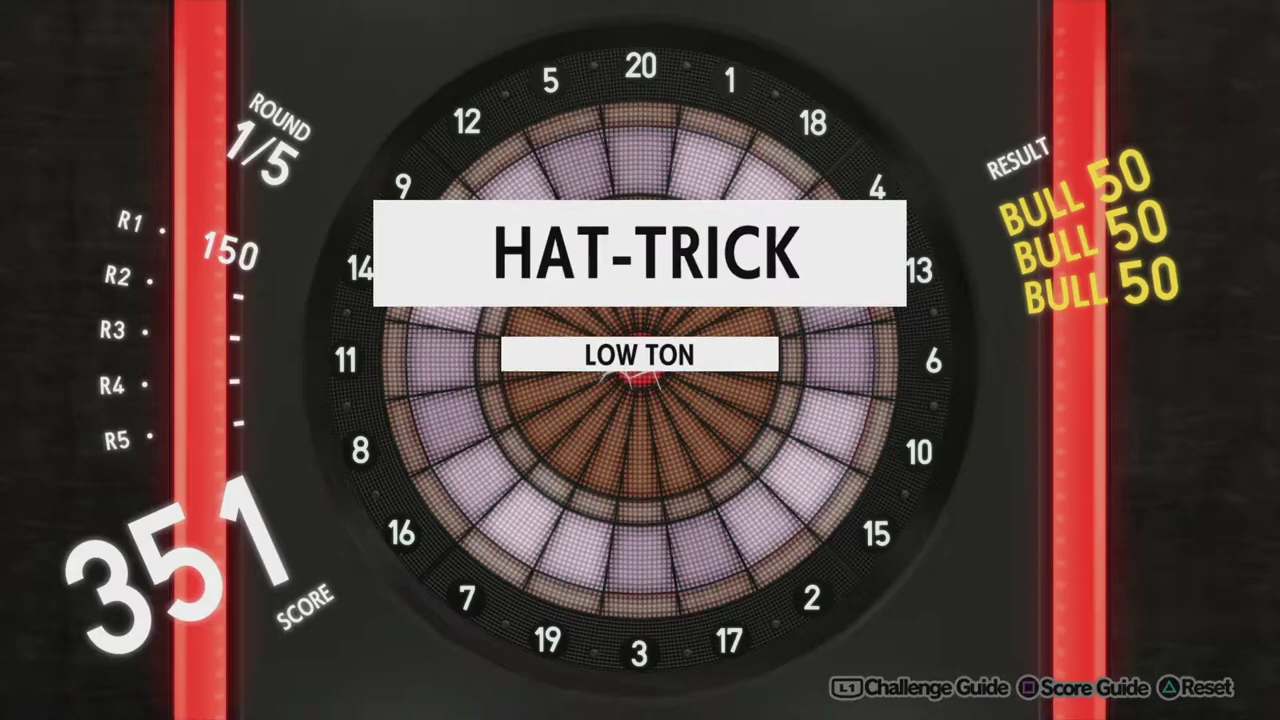 ROUND
1/5
R1 150
R2 -
R3 -
R4 -
R5 -
351
SCORE
20
1
18
4
13
6
10
15
2
17
3
19
7
16
8
11
14
9
12
5
HAT-TRICK
LOW TON
RESULT
BULL 50
BULL 50
BULL 50
L1 Challenge Guide Score Guide Reset